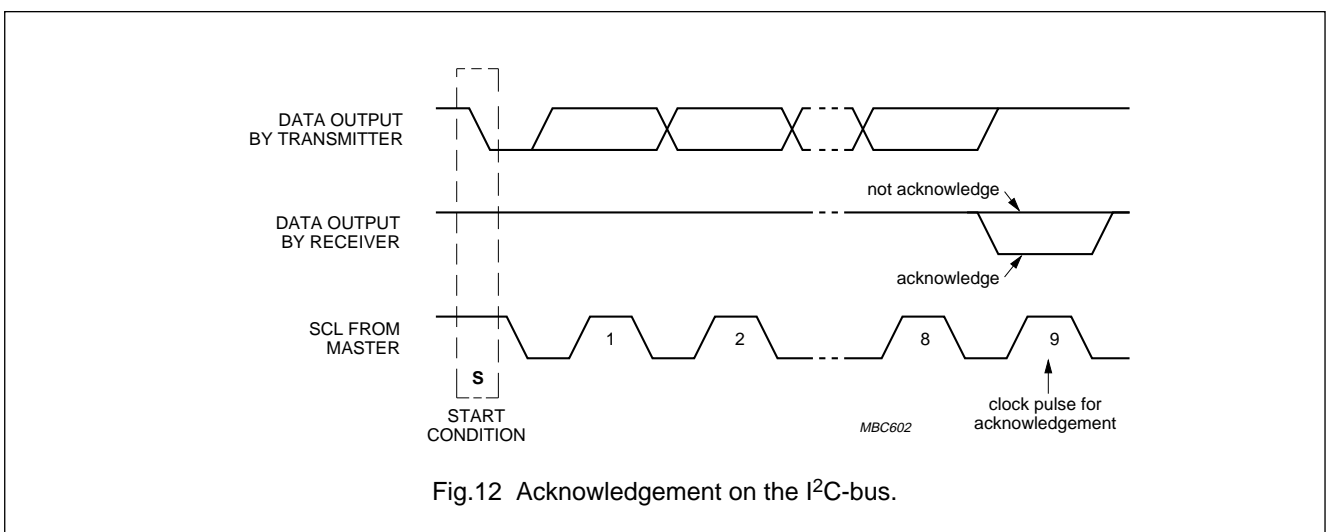 DATA OUTPUT
BY TRANSMITTER
not acknowledge
DATA OUTPUT
BY RECEIVER
acknowledge
SCL FROM
MASTER
1
2
8
9
S
START
CONDITION
clock pulse for
acknowledgement
MBC602
Fig.12 Acknowledgement on the I²C-bus.